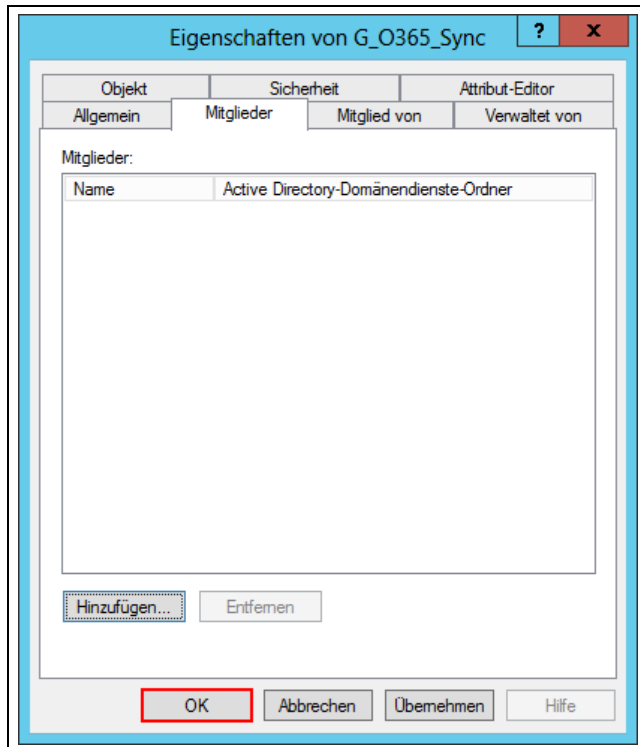 Eigenschaften von G_O365_Sync ? x
Objekt Sicherheit Attribut-Editor
Allgemein Mitglieder Mitglied von Verwaltet von
Mitglieder:
Name Active Directory-Domänendienste-Ordner
Hinzufügen... Entfernen
OK Abbrechen Übernehmen Hilfe